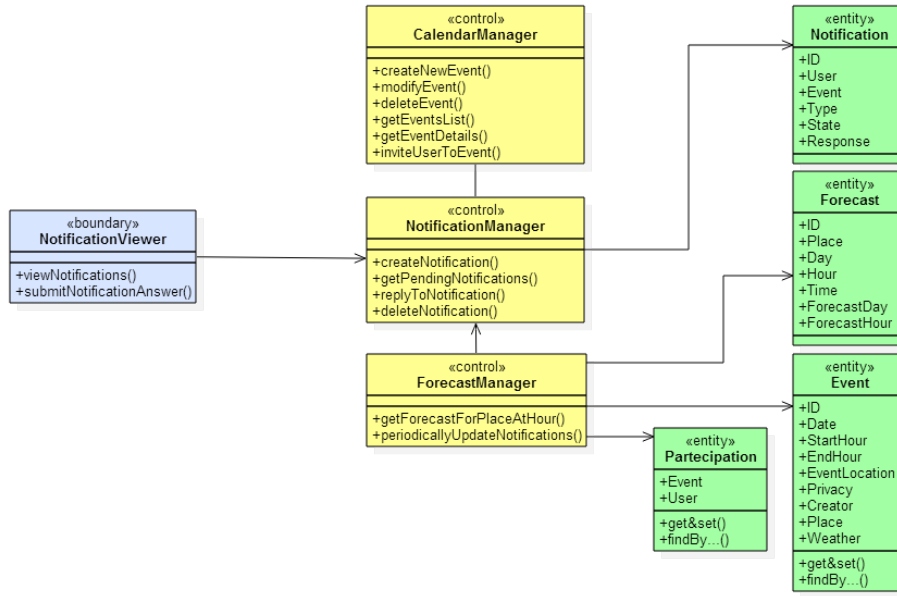 «control»
CalendarManager
+createNewEvent()
+modifyEvent()
+deleteEvent()
+getEventsList()
+getEventDetails()
+inviteUserToEvent()
«entity»
Notification
+ID
+User
+Event
+Type
+State
+Response
«boundary»
NotificationViewer
+viewNotifications()
+submitNotificationAnswer()
«control»
NotificationManager
+createNotification()
+getPendingNotifications()
+replyToNotification()
+deleteNotification()
«entity»
Forecast
+ID
+Place
+Day
+Hour
+Time
+ForecastDay
+ForecastHour
«control»
ForecastManager
+getForecastForPlaceAtHour()
+periodicallyUpdateNotifications()
«entity»
Partecipation
+Event
+User
+get&set()
+findBy...()
«entity»
Event
+ID
+Date
+StartHour
+EndHour
+EventLocation
+Privacy
+Creator
+Place
+Weather
+get&set()
+findBy...()